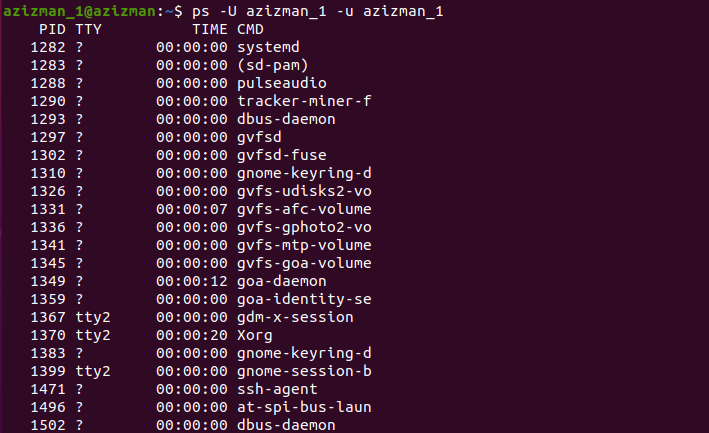 azizman_1@azizman:~$ ps -U azizman_1 -u azizman_1
PID TTY TIME CMD
1282 ? 00:00:00 systemd
1283 ? 00:00:00 (sd-pam)
1288 ? 00:00:00 pulseaudio
1290 ? 00:00:00 tracker-miner-f
1293 ? 00:00:00 dbus-daemon
1297 ? 00:00:00 gvfsd
1302 ? 00:00:00 gvfsd-fuse
1310 ? 00:00:00 gnome-keyring-d
1326 ? 00:00:00 gvfs-udisks2-vo
1331 ? 00:00:07 gvfs-afc-volume
1336 ? 00:00:00 gvfs-gphoto2-vo
1341 ? 00:00:00 gvfs-mtp-volume
1345 ? 00:00:00 gvfs-goa-volume
1349 ? 00:00:12 goa-daemon
1359 ? 00:00:00 goa-identity-se
1367 tty2 00:00:00 gdm-x-session
1370 tty2 00:00:20 Xorg
1383 ? 00:00:00 gnome-keyring-d
1399 tty2 00:00:00 gnome-session-b
1471 ? 00:00:00 ssh-agent
1496 ? 00:00:00 at-spi-bus-laun
1502 ? 00:00:00 dbus-daemon